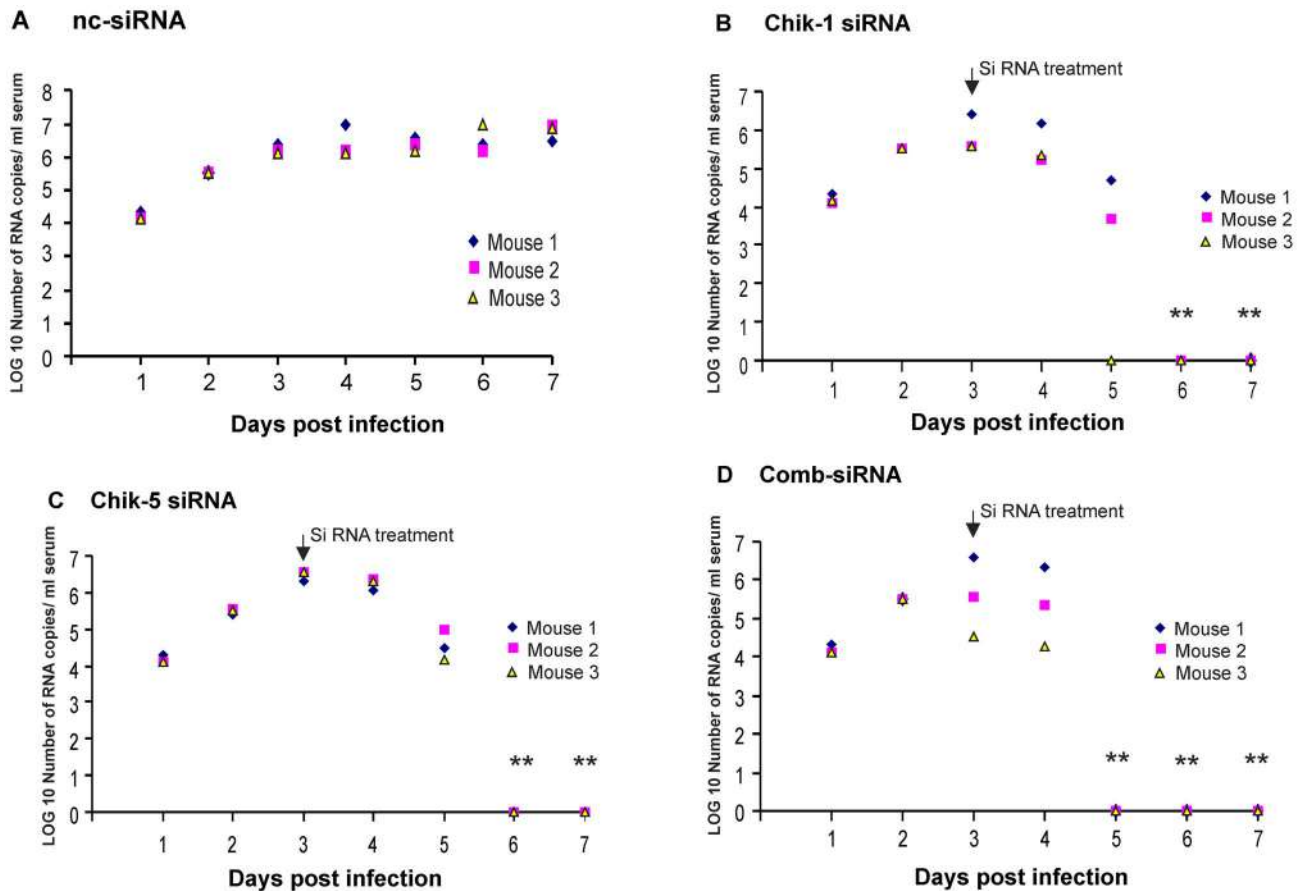 A nc-siRNA
LOG 10 Number of RNA copies/ ml serum
8
7
6
5
4
3
2
1
0
Mouse 1
Mouse 2
Mouse 3
1 2 3 4 5 6 7
Days post infection
B Chik-1 siRNA
Si RNA treatment
LOG 10 Number of RNA copies/ ml serum
7
6
5
4
3
2
1
0
Mouse 1
Mouse 2
Mouse 3
** **
1 2 3 4 5 6 7
Days post infection
C Chik-5 siRNA
Si RNA treatment
LOG 10 Number of RNA copies/ ml serum
7
6
5
4
3
2
1
0
Mouse 1
Mouse 2
Mouse 3
** **
1 2 3 4 5 6 7
Days post infection
D Comb-siRNA
Si RNA treatment
LOG 10 Number of RNA copies/ ml serum
7
6
5
4
3
2
1
0
Mouse 1
Mouse 2
Mouse 3
** ** **
1 2 3 4 5 6 7
Days post infection